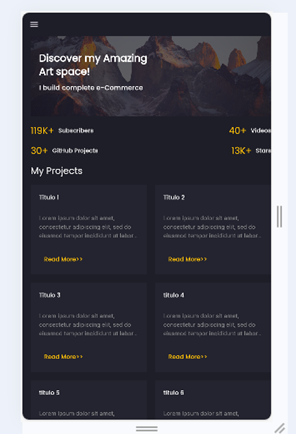 Discover my Amazing
Art space!
I build complete e-Commerce
119K+ Subscribers
40+ Videos
30+ GitHub Projects
13K+ Stars
My Projects
Titulo 1
Titulo 2
Lorem ipsum dolor sit amet,
consectetur adipiscing elit, sed do
eiusmod tempor incididunt ut labor...
Lorem ipsum dolor sit amet,
consectetur adipiscing elit, sed do
eiusmod tempor incididunt ut labor...
Read More>>
Read More>>
Titulo 3
titulo 4
Lorem ipsum dolor sit amet,
consectetur adipiscing elit, sed do
eiusmod tempor incididunt ut labor...
Lorem ipsum dolor sit amet,
consectetur adipiscing elit, sed do
eiusmod tempor incididunt ut labor...
Read More>>
Read More>>
titulo 5
titulo 6
Lorem ipsum dolor sit amet,
Lorem ipsum dolor sit amet,